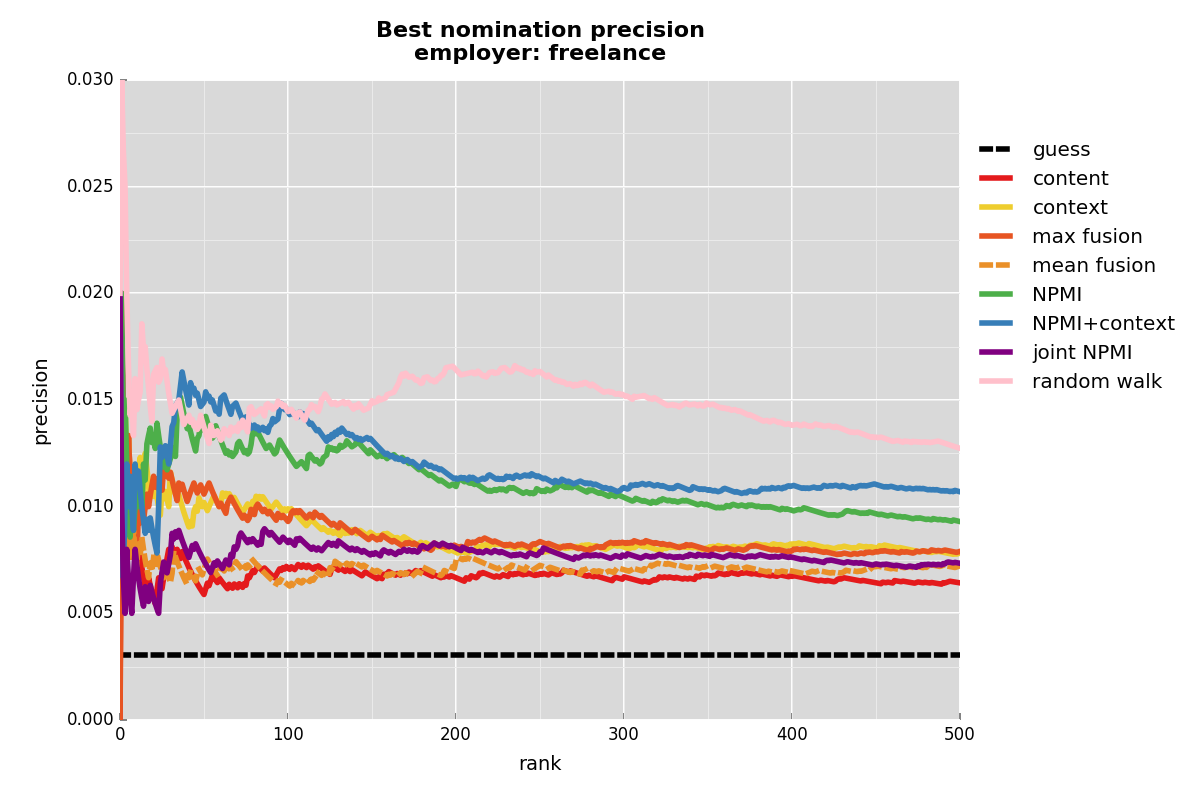 Best nomination precision
employer: freelance
precision
0.030
0.025
0.020
0.015
0.010
0.005
0.000
0
100
200
300
400
500
rank
guess
content
context
max fusion
mean fusion
NPMI
NPMI+context
joint NPMI
random walk